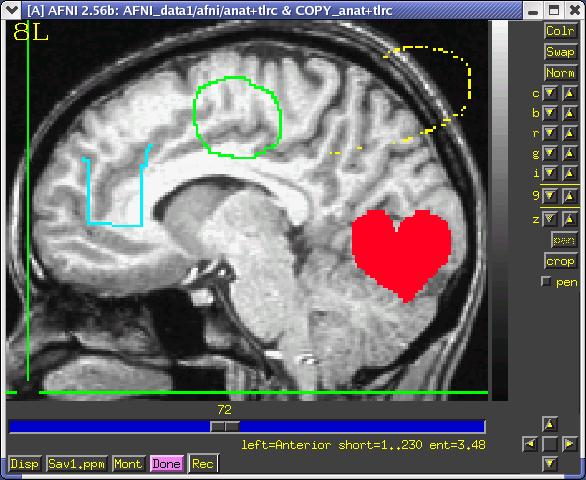 [A] AFNI 2.56b: AFNI_data1/afni/anat+tlrc & COPY_anat+tlrc
8L
Colr
Swap
Norm
c
b
r
g
i
9
z
pan
crop
pen
72
left=Anterior short=1..230 ent=3.48
Disp Sav1.ppm Mont Done Rec